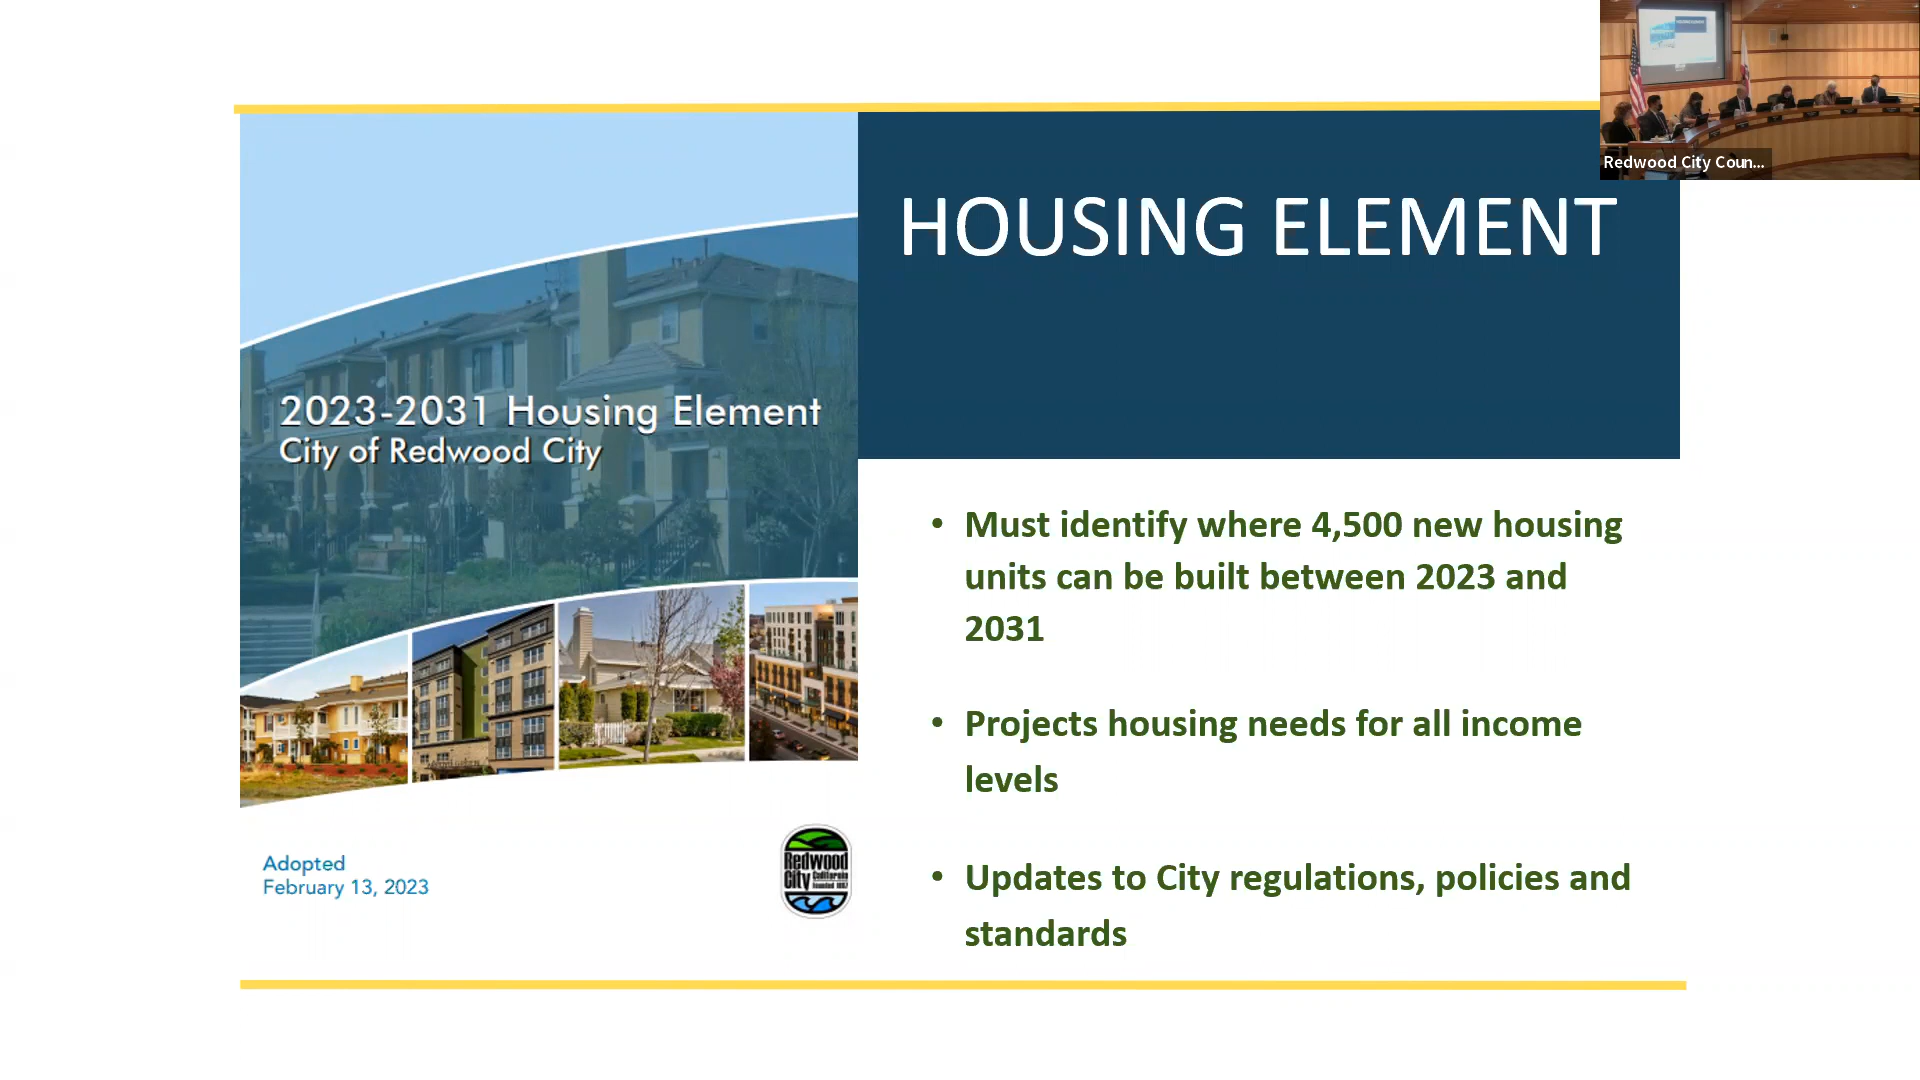 Redwood City Coun...
HOUSING ELEMENT
2023-2031 Housing Element
City of Redwood City
• Must identify where 4,500 new housing
units can be built between 2023 and
2031
• Projects housing needs for all income
levels
• Updates to City regulations, policies and
standards
Adopted
February 13, 2023
Redwood
City California
founded 1867